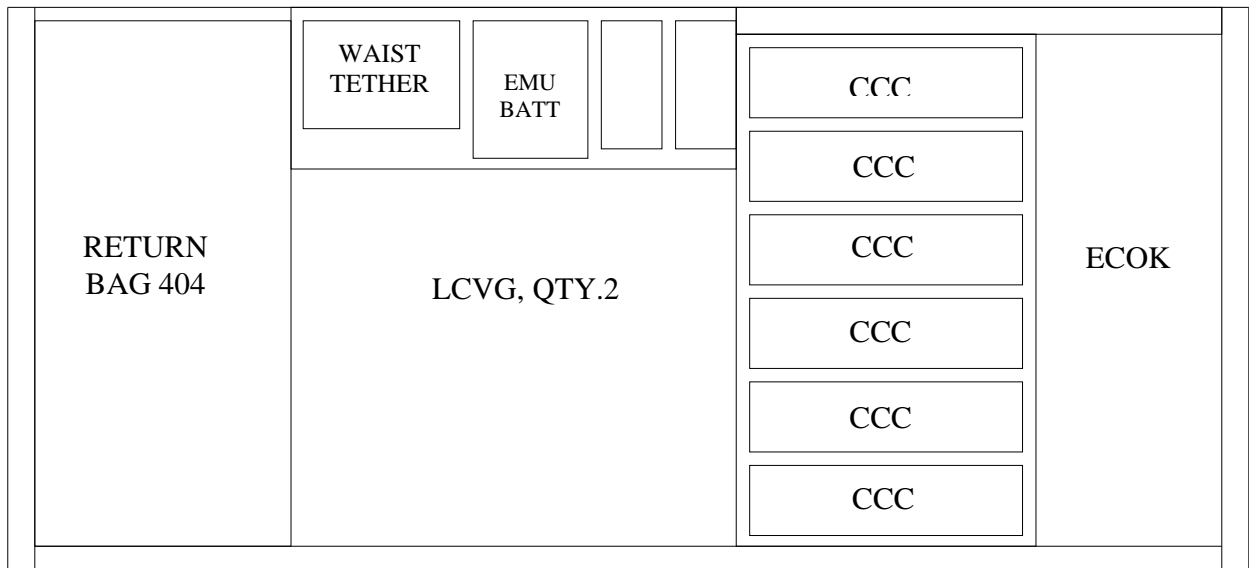 WAIST
TETHER
EMU
BATT
CCC
CCC
RETURN
BAG 404
LCVG, QTY.2
CCC
ECOK
CCC
CCC
CCC